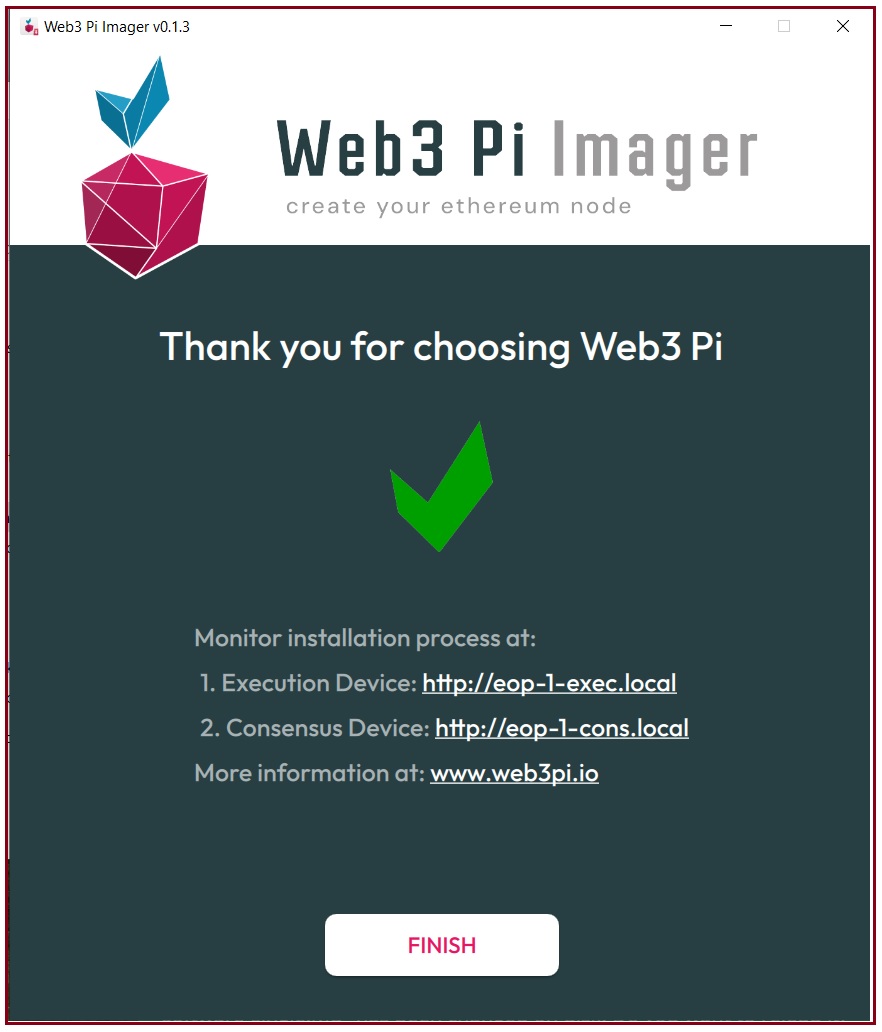 Web3 Pi Imager v0.1.3
Web3 Pi Imager
create your ethereum node
Thank you for choosing Web3 Pi
Monitor installation process at:
1. Execution Device: http://eop-1-exec.local
2. Consensus Device: http://eop-1-cons.local
More information at: www.web3pi.io
FINISH